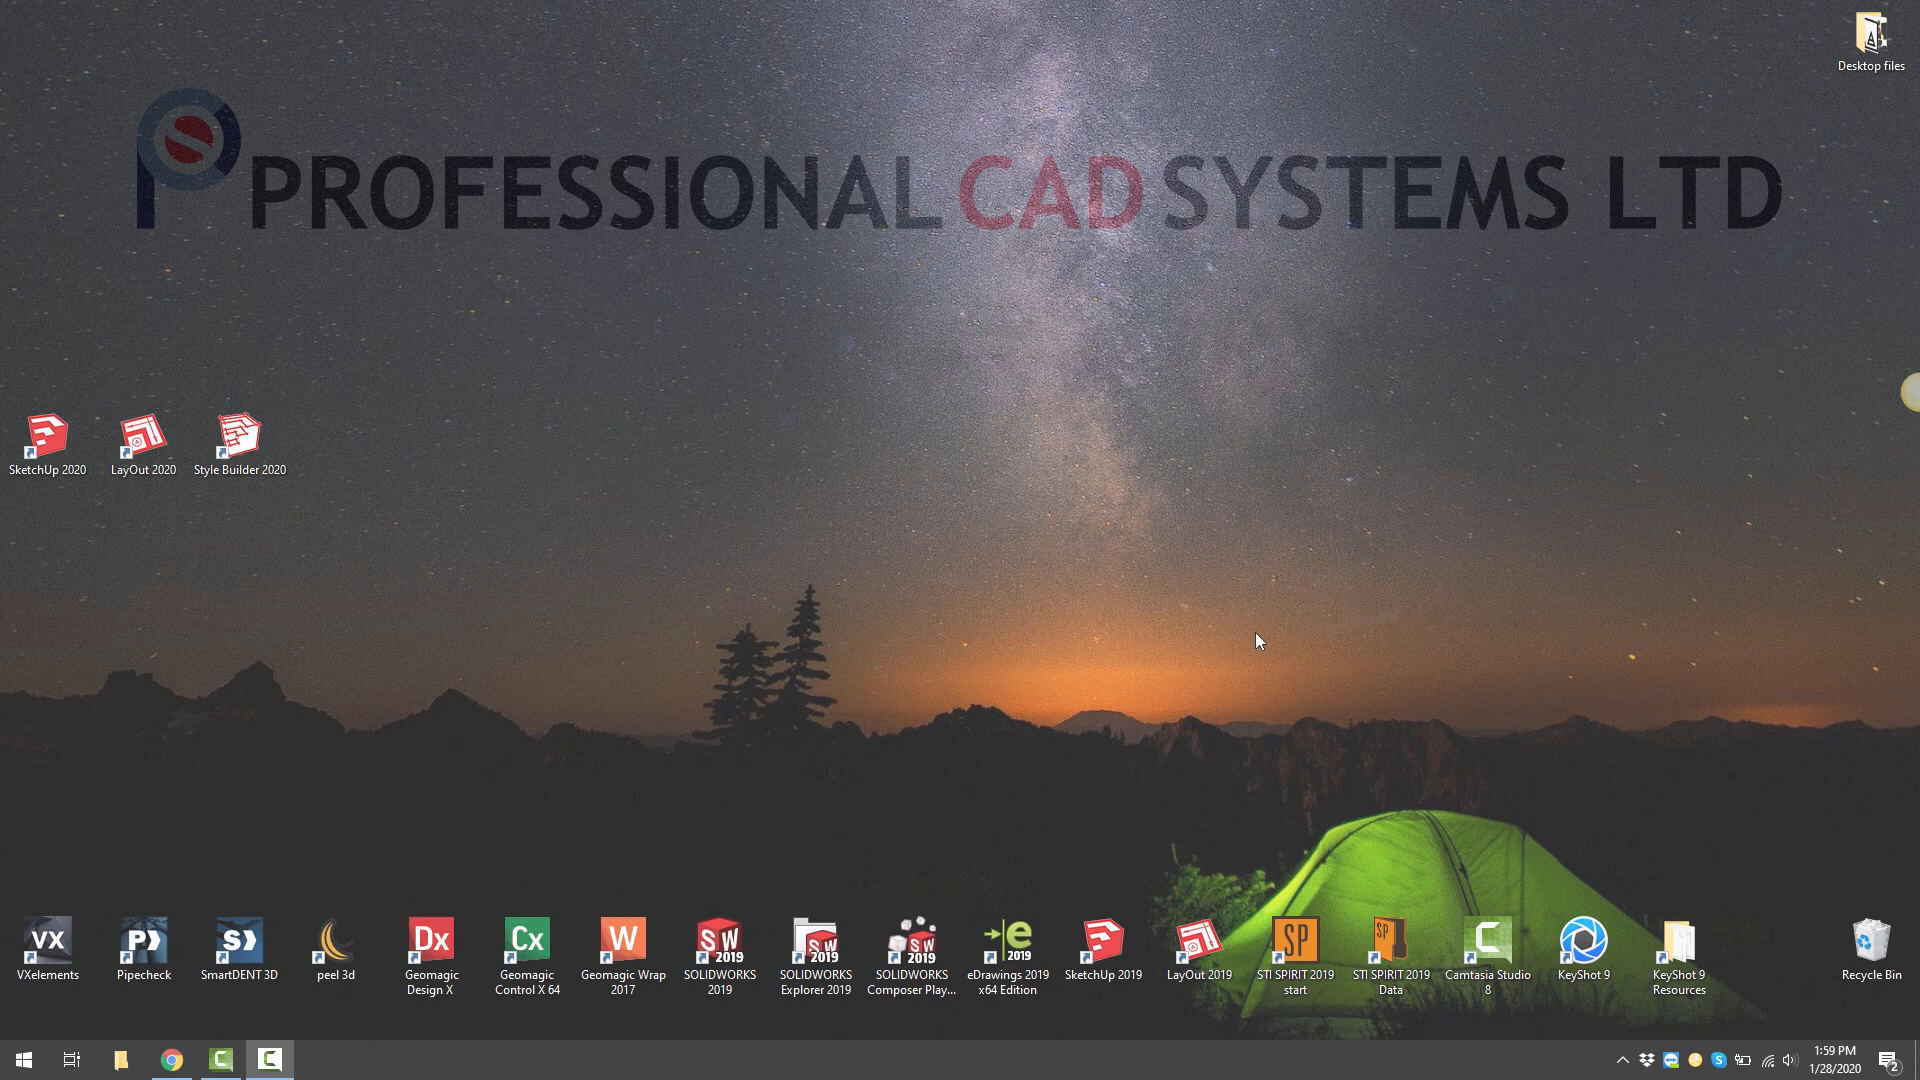 Desktop files
PROFESSIONAL CAD SYSTEMS LTD
SketchUp 2020
LayOut 2020
Style Builder 2020
VX
P
S
Dx
Cx
W
SW
2019
SW
2019
SW
2019
e
2019
SP
SP
C
VXelements
Pipecheck
SmartDENT 3D
peel 3d
Geomagic
Design X
Geomagic
Control X 64
Geomagic Wrap
2017
SOLIDWORKS
2019
SOLIDWORKS
Explorer 2019
SOLIDWORKS
Composer Play...
eDrawings 2019
x64 Edition
SketchUp 2019
LayOut 2019
STI SPIRIT 2019
start
STI SPIRIT 2019
Data
Camtasia Studio
8
KeyShot 9
KeyShot 9
Resources
Recycle Bin
1:59 PM
1/28/2020
2